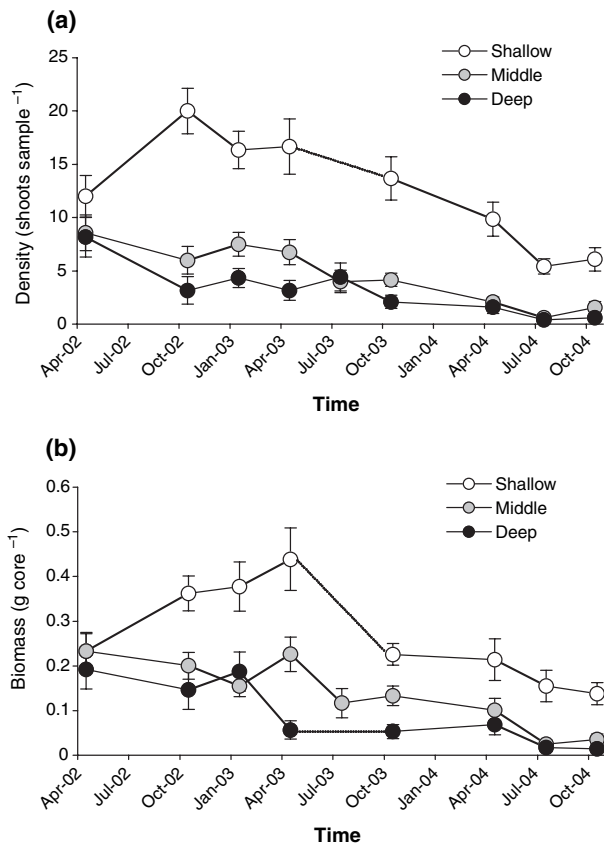 (a)
Shallow
Middle
Deep
Density (shoots sample⁻¹)
25
20
15
10
5
0
Apr-02
Jul-02
Oct-02
Jan-03
Apr-03
Jul-03
Oct-03
Jan-04
Apr-04
Jul-04
Oct-04
Time
(b)
Shallow
Middle
Deep
Biomass (g core⁻¹)
0.6
0.5
0.4
0.3
0.2
0.1
0
Apr-02
Jul-02
Oct-02
Jan-03
Apr-03
Jul-03
Oct-03
Jan-04
Apr-04
Jul-04
Oct-04
Time